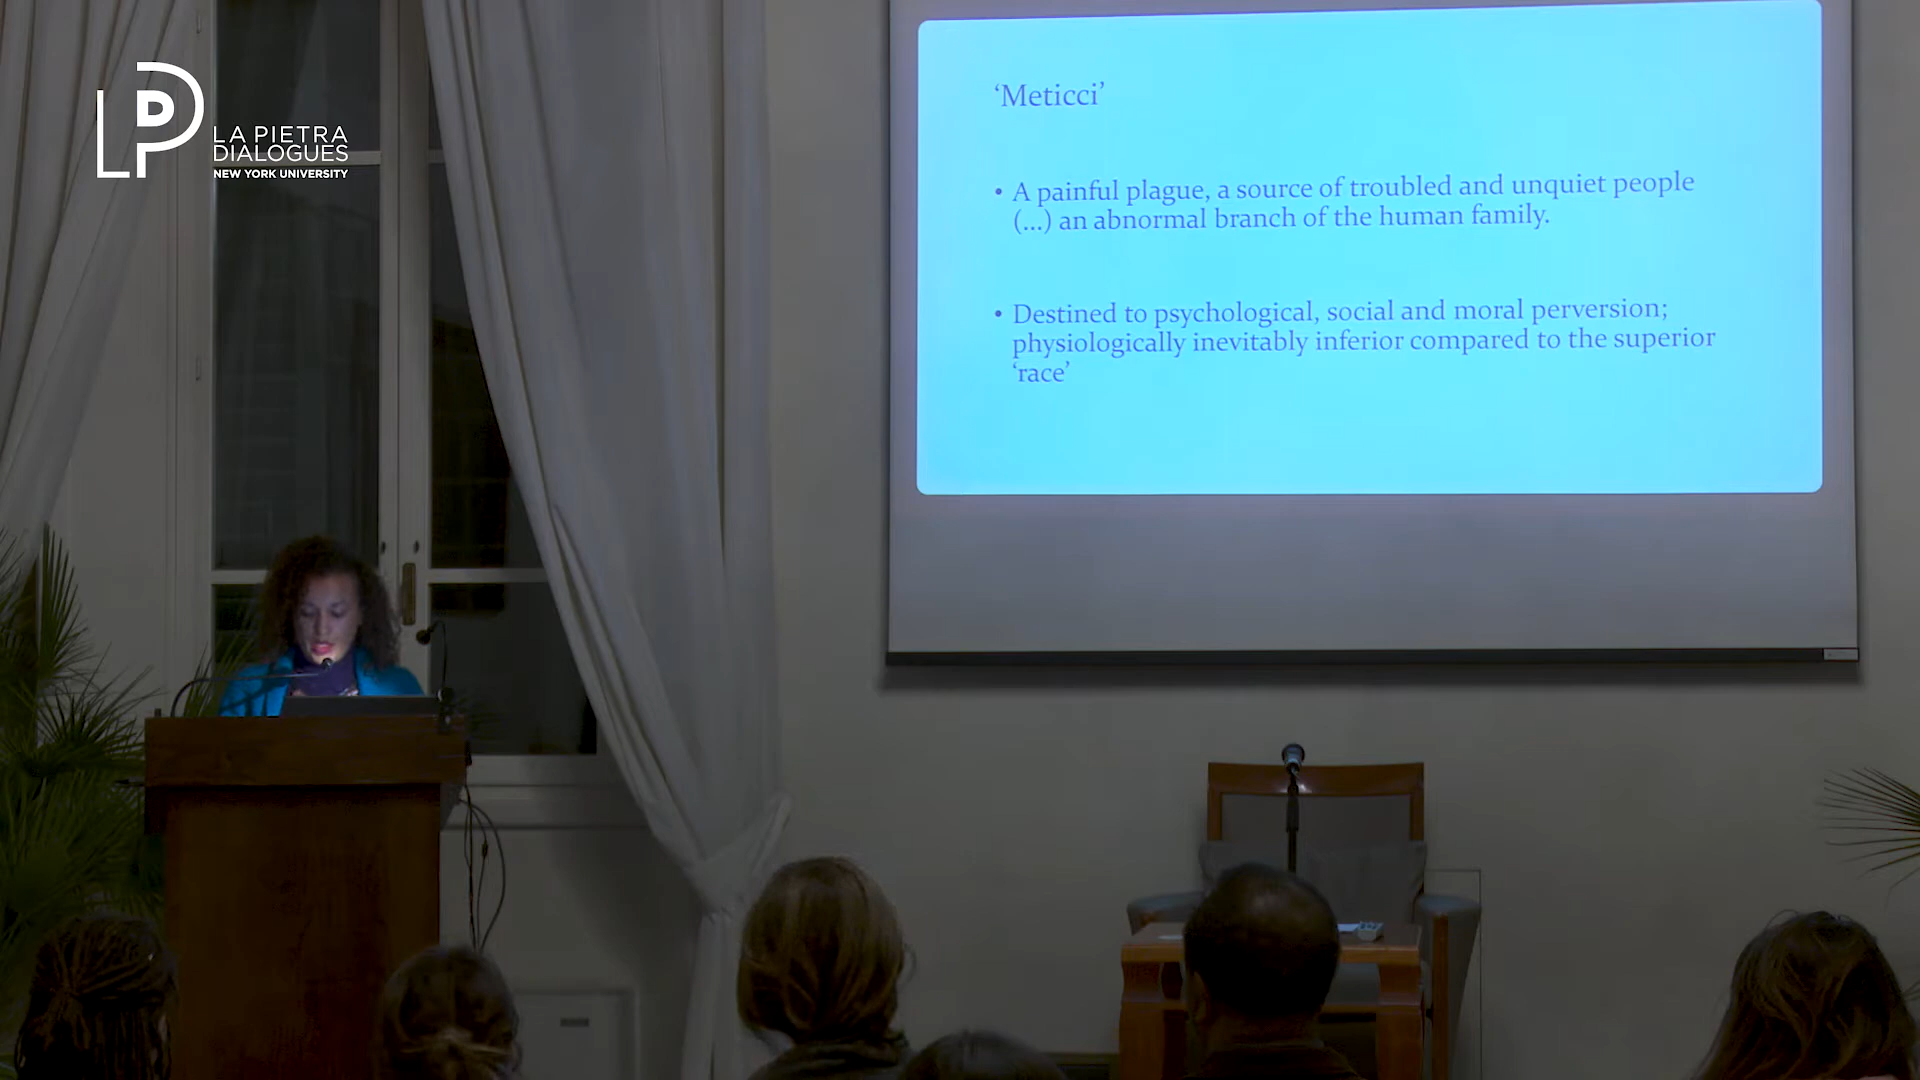 LA PIETRA
DIALOGUES
NEW YORK UNIVERSITY
‘Meticci’
• A painful plague, a source of troubled and unquiet people
(...) an abnormal branch of the human family.
• Destined to psychological, social and moral perversion;
physiologically inevitably inferior compared to the superior
‘race’